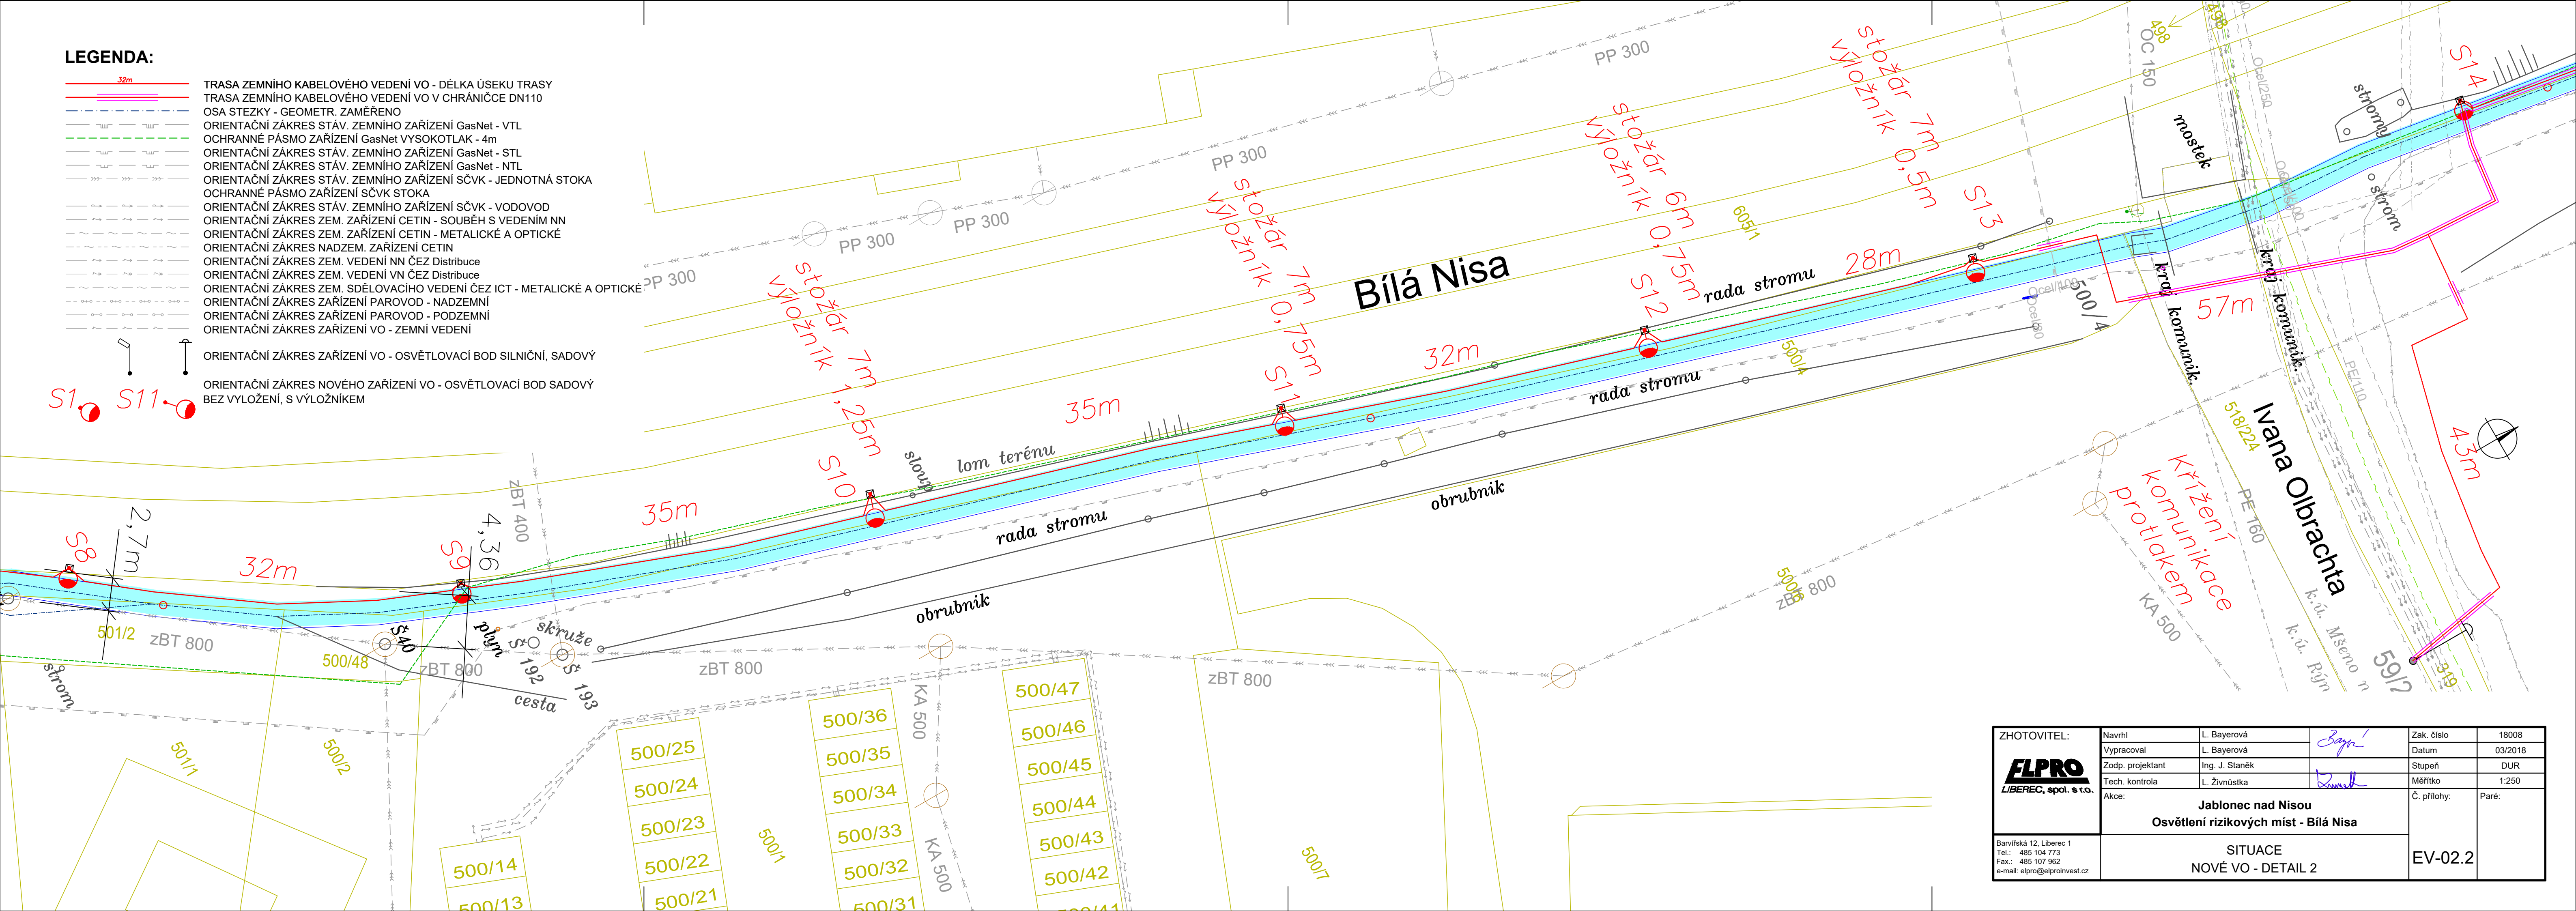 LEGENDA:
32m
TRASA ZEMNÍHO KABELOVÉHO VEDENÍ VO - DÉLKA ÚSEKU TRASY
TRASA ZEMNÍHO KABELOVÉHO VEDENÍ VO V CHRÁNIČCE DN110
OSA STEZKY - GEOMETR. ZAMĚŘENO
ORIENTAČNÍ ZÁKRES STÁV. ZEMNÍHO ZAŘÍZENÍ GasNet - VTL
OCHRANNÉ PÁSMO ZAŘÍZENÍ GasNet VYSOKOTLAK - 4m
ORIENTAČNÍ ZÁKRES STÁV. ZEMNÍHO ZAŘÍZENÍ GasNet - STL
ORIENTAČNÍ ZÁKRES STÁV. ZEMNÍHO ZAŘÍZENÍ GasNet - NTL
ORIENTAČNÍ ZÁKRES STÁV. ZEMNÍHO ZAŘÍZENÍ SČVK - JEDNOTNÁ STOKA
OCHRANNÉ PÁSMO ZAŘÍZENÍ SČVK STOKA
ORIENTAČNÍ ZÁKRES STÁV. ZEMNÍHO ZAŘÍZENÍ SČVK - VODOVOD
ORIENTAČNÍ ZÁKRES ZEM. ZAŘÍZENÍ CETIN - SOUBĚH S VEDENÍM NN
ORIENTAČNÍ ZÁKRES ZEM. ZAŘÍZENÍ CETIN - METALICKÉ A OPTICKÉ
ORIENTAČNÍ ZÁKRES NADZEM. ZAŘÍZENÍ CETIN
ORIENTAČNÍ ZÁKRES ZEM. VEDENÍ NN ČEZ Distribuce
ORIENTAČNÍ ZÁKRES ZEM. VEDENÍ VN ČEZ Distribuce
ORIENTAČNÍ ZÁKRES ZEM. SDĚLOVACÍHO VEDENÍ ČEZ ICT - METALICKÉ A OPTICKÉ
ORIENTAČNÍ ZÁKRES ZAŘÍZENÍ PAROVOD - NADZEMNÍ
ORIENTAČNÍ ZÁKRES ZAŘÍZENÍ PAROVOD - PODZEMNÍ
ORIENTAČNÍ ZÁKRES ZAŘÍZENÍ VO - ZEMNÍ VEDENÍ
ORIENTAČNÍ ZÁKRES ZAŘÍZENÍ VO - OSVĚTLOVACÍ BOD SILNIČNÍ, SADOVÝ
S1
S11
ORIENTAČNÍ ZÁKRES NOVÉHO ZAŘÍZENÍ VO - OSVĚTLOVACÍ BOD SADOVÝ
BEZ VYLOŽENÍ, S VÝLOŽNÍKEM
PP 300
PP 300
PP 300
PP 300
PP 300
S8
2,7m
32m
S9
4,36
zBT 400
35m
stožár 7m
výložník 1,25m
S10
sloup
lom terénu
35m
stožár 7m
výložník 0,75m
S11
Bílá Nisa
32m
stožár 6m
výložník 0,75m
S12
605/1
rada stromu
28m
stožár 7m
výložník 0,5m
S13
498
498
OC 150
Ocel/250
mostek
stromy
strom
S14
500/4
500/4
kraj komunik.
kraj komunik.
57m
43m
PE/110
518/224
Ivana Olbrachta
PE 160
Křížení
komunikace
protlakem
KA 500
k.ú. Mšeno n
k.ú. Rýn
59/2
319
rada stromu
rada stromu
obrubnik
obrubnik
501/2
zBT 800
strom
500/48
Š40
zBT 800
plyn
skruže
Š 192
Š 193
cesta
zBT 800
zBT 800
zBT 800
501/1
500/2
500/14
500/13
500/25
500/24
500/23
500/22
500/21
500/1
500/36
500/35
500/34
500/33
500/32
500/31
KA 500
KA 500
500/47
500/46
500/45
500/44
500/43
500/42
500/41
500/7
ZHOTOVITEL:
ELPRO
LIBEREC, spol. s r.o.
Barvířská 12, Liberec 1
Tel.: 485 104 773
Fax.: 485 107 962
e-mail: elpro@elproinvest.cz
Navrhl L. Bayerová
Vypracoval L. Bayerová
Zodp. projektant Ing. J. Staněk
Tech. kontrola L. Živnůstka
Zak. číslo 18008
Datum 03/2018
Stupeň DUR
Měřítko 1:250
Akce:
Jablonec nad Nisou
Osvětlení rizikových míst - Bílá Nisa
Č. přílohy:
Paré:
SITUACE
NOVÉ VO - DETAIL 2
EV-02.2